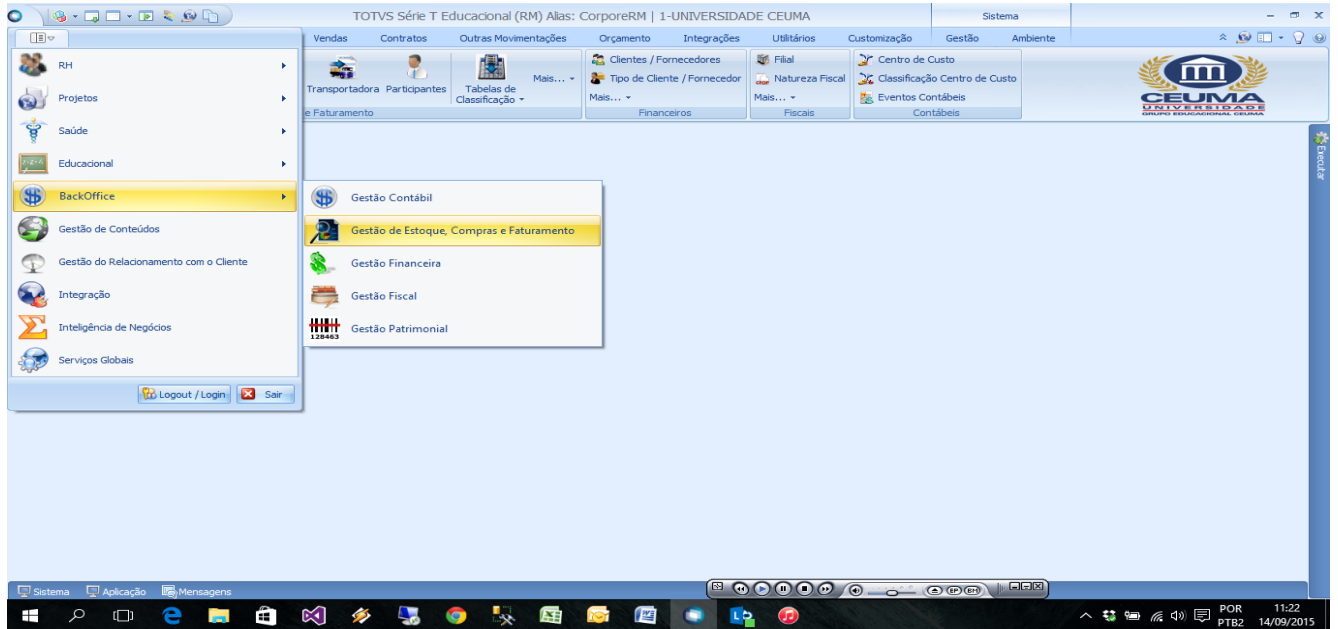 TOTVS Série T Educacional (RM) Alias: CorporeRM | 1-UNIVERSIDADE CEUMA
Sistema
Vendas Contratos Outras Movimentações Orçamento Integrações Utilitários Customização Gestão Ambiente
RH
Projetos
Saúde
Educacional
BackOffice
Gestão de Conteúdos
Gestão do Relacionamento com o Cliente
Integração
Inteligência de Negócios
Serviços Globais
Logout / Login Sair
Transportadora Participantes Tabelas de
Classificação
Mais...
e Faturamento
Clientes / Fornecedores
Tipo de Cliente / Fornecedor
Mais...
Financeiros
Filial
Natureza Fiscal
Mais...
Fiscais
Centro de Custo
Classificação Centro de Custo
Eventos Contábeis
Contábeis
CEUMA
UNIVERSIDADE
GRUPO EDUCACIONAL CEUMA
Executar
Gestão Contábil
Gestão de Estoque, Compras e Faturamento
Gestão Financeira
Gestão Fiscal
128463
Gestão Patrimonial
Sistema Aplicação Mensagens
EP EH
POR 11:22
PTB2 14/09/2015